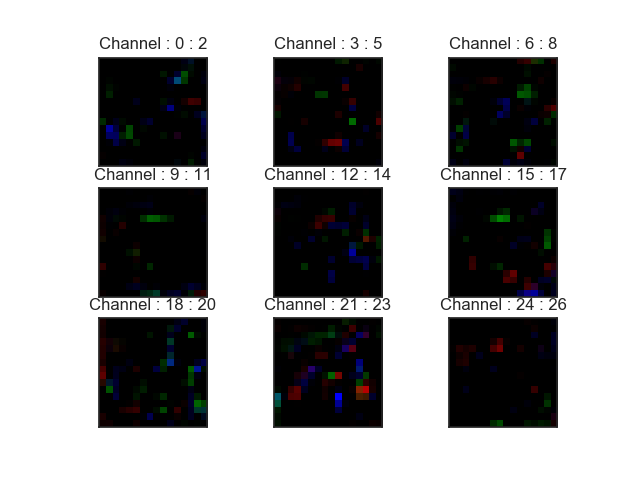 Channel : 0 : 2 Channel : 3 : 5 Channel : 6 : 8
Channel : 9 : 11 Channel : 12 : 14 Channel : 15 : 17
Channel : 18 : 20 Channel : 21 : 23 Channel : 24 : 26